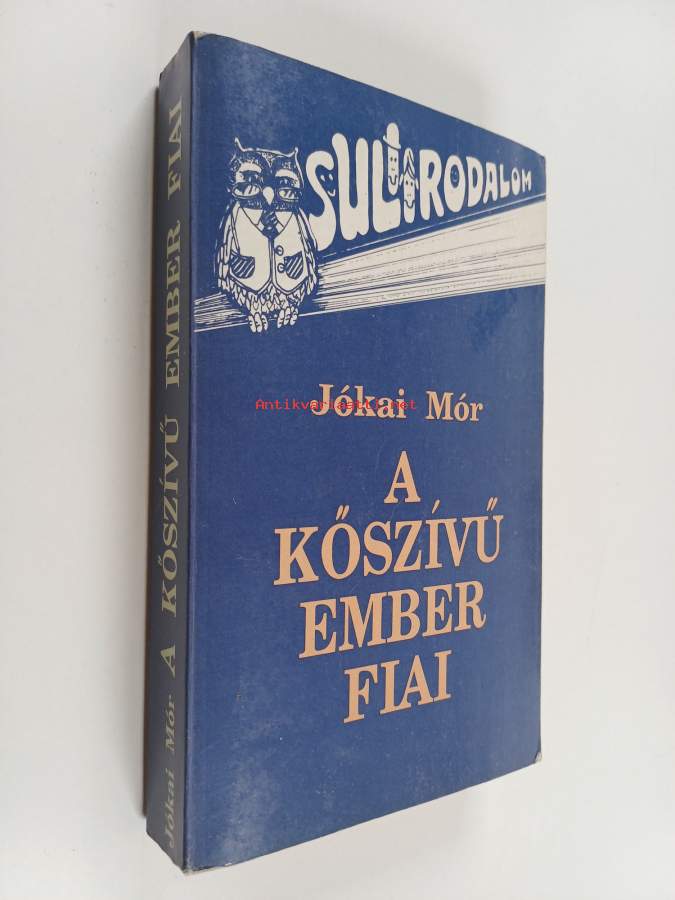 SULIRODALOM
Jókai Mór
Antikvariaatti.net
A
KŐSZÍVŰ
EMBER
FIAI
Jókai Mór A KŐSZÍVŰ EMBER FIAI